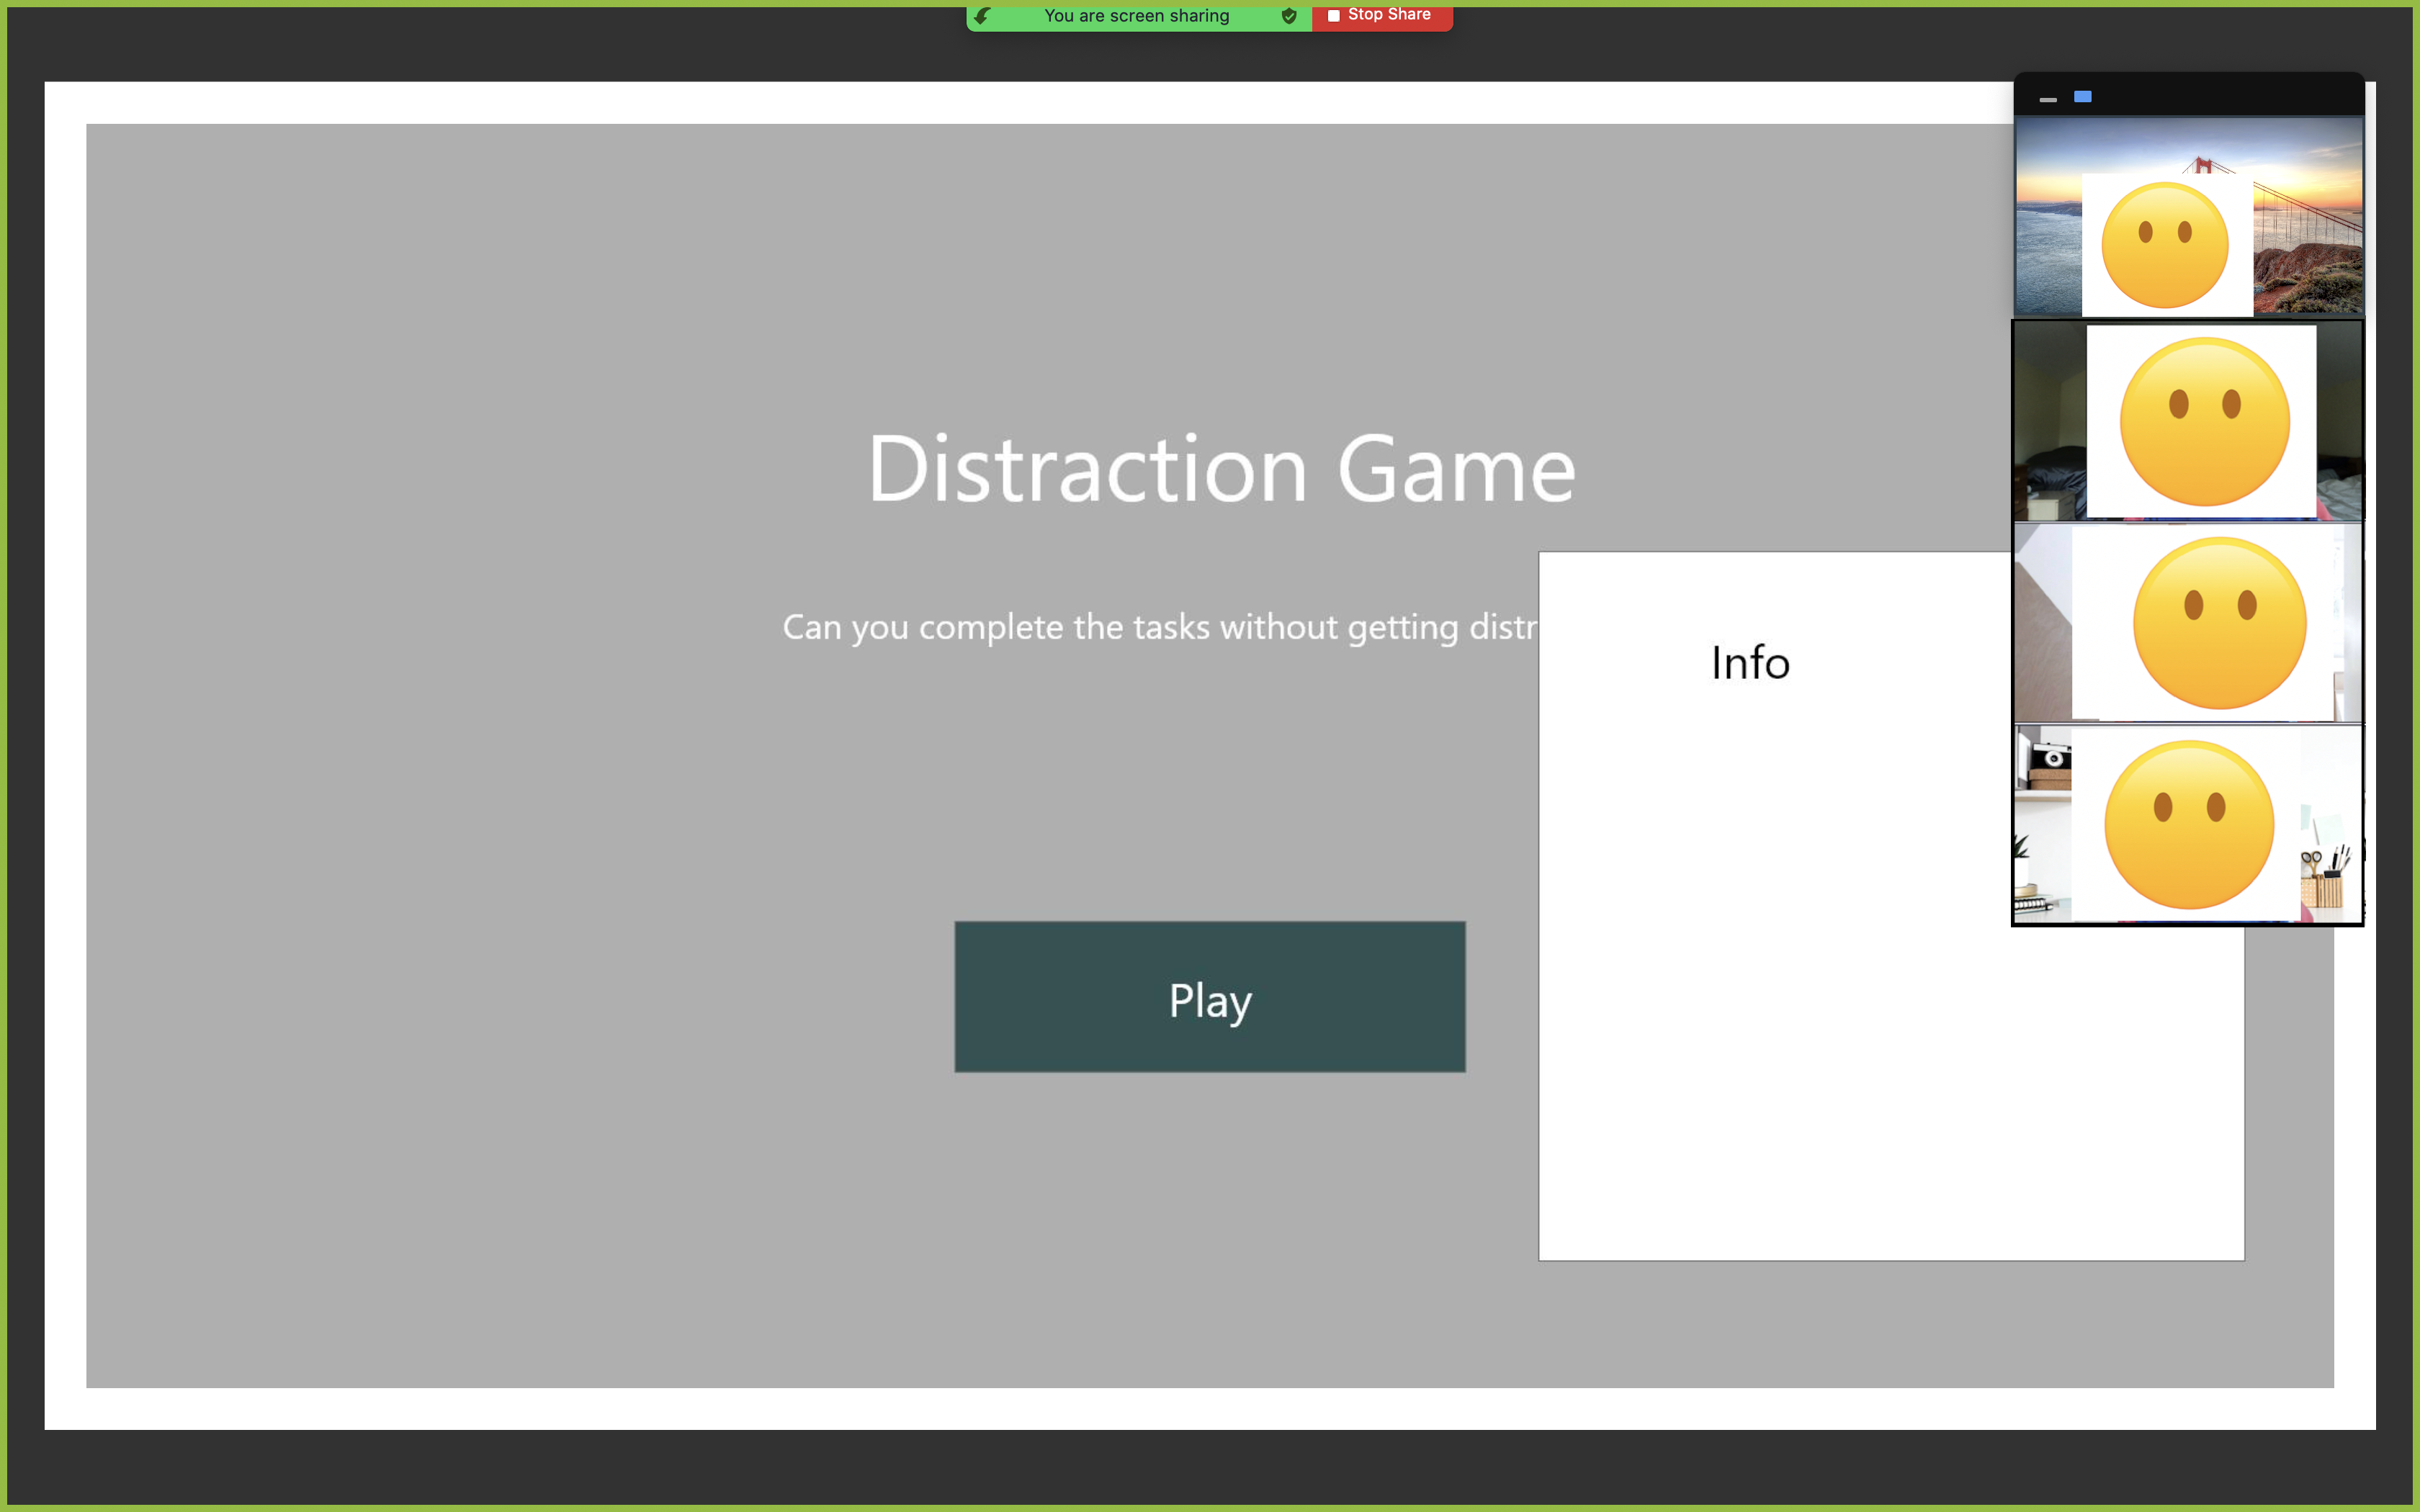 You are screen sharing
Stop Share
Distraction Game
Can you complete the tasks without getting distr
Info
Play